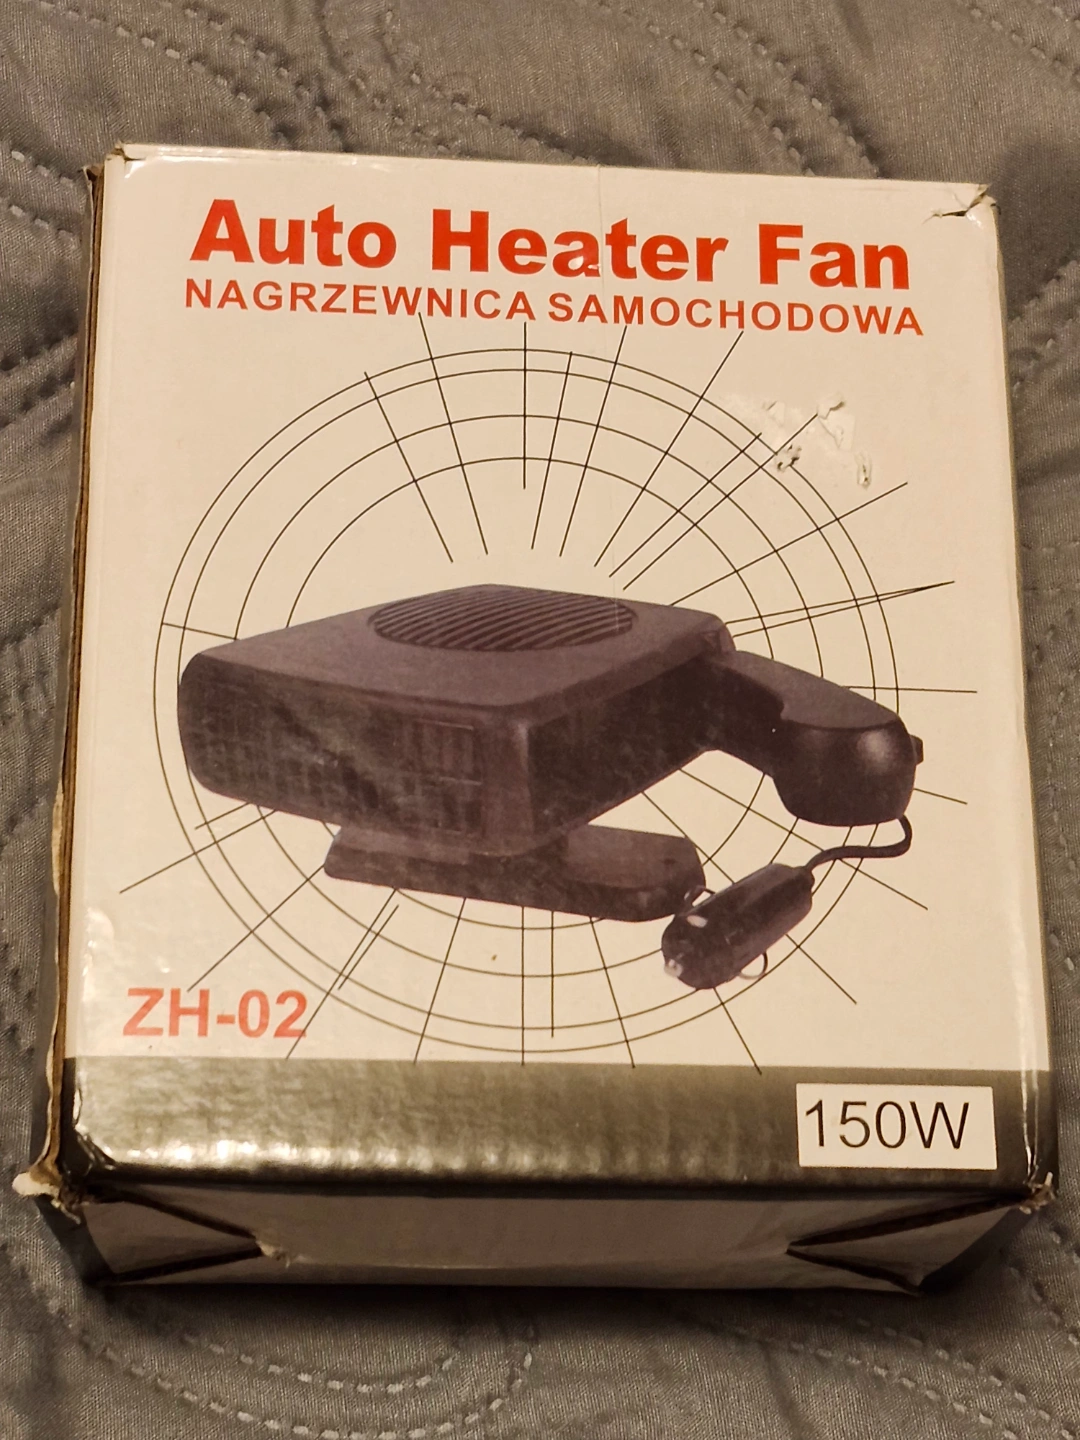 Auto Heater Fan
NAGRZEWNICA SAMOCHODOWA
ZH-02
150W